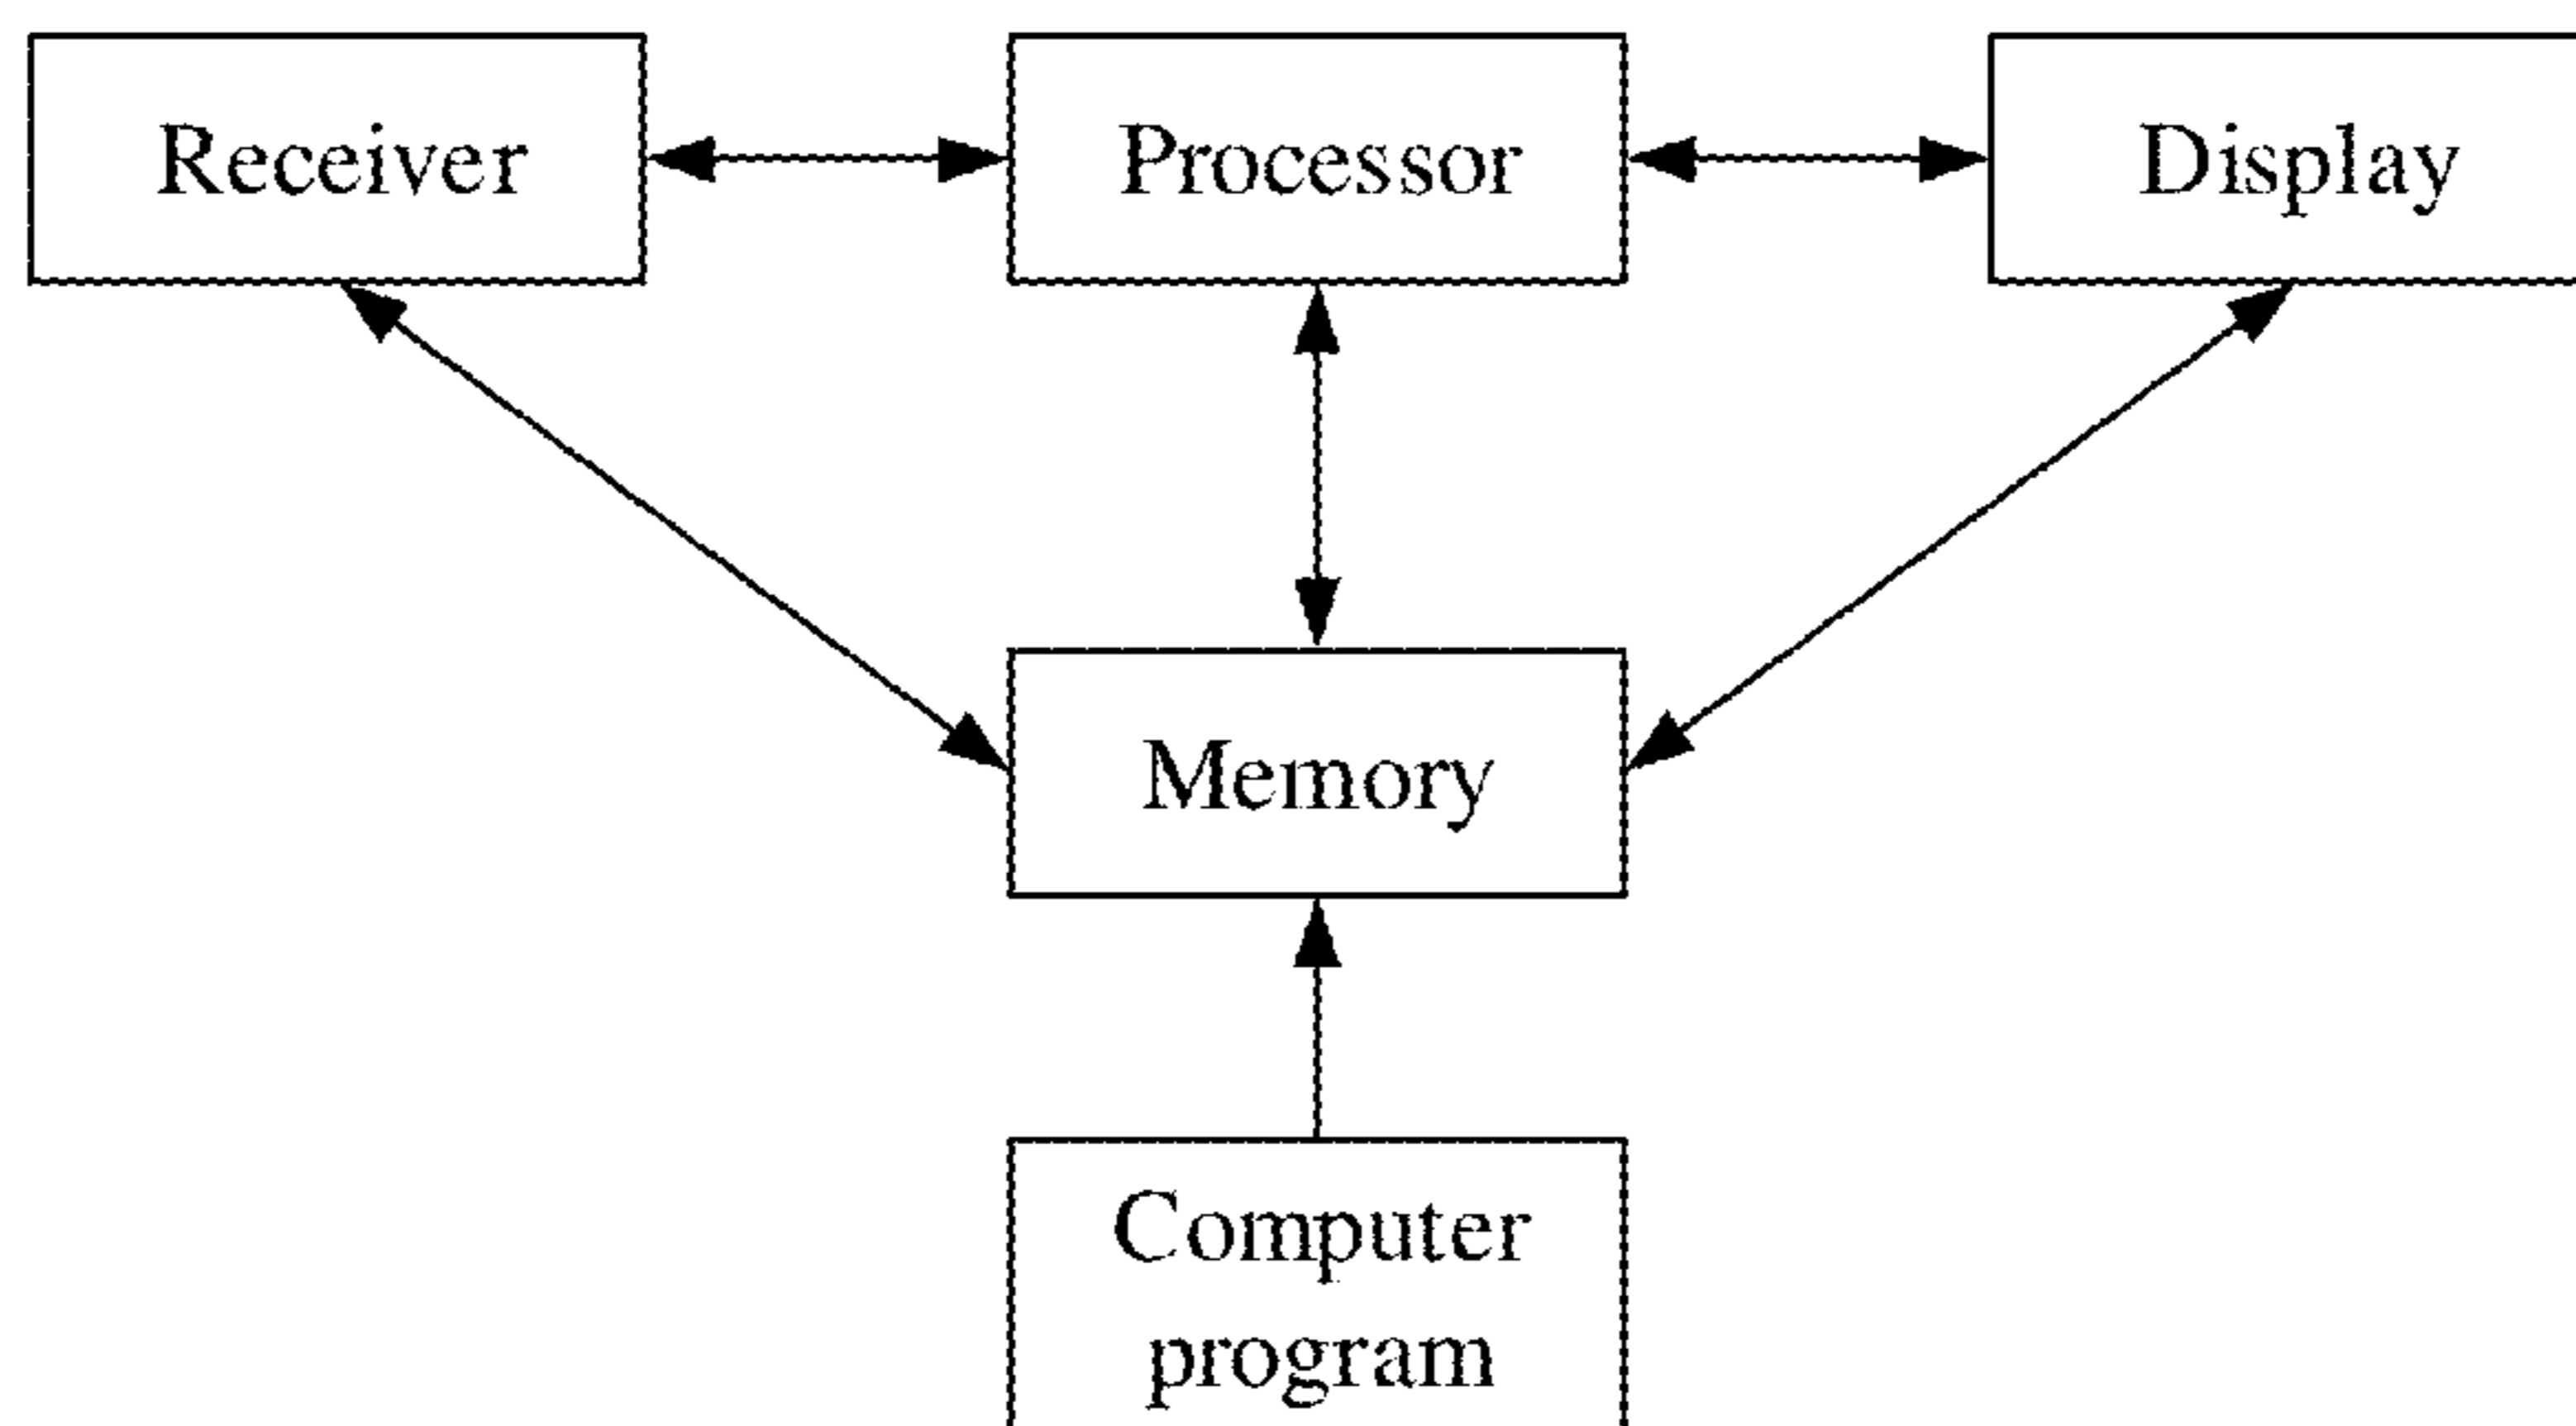 Receiver
Processor
Display
Memory
Computer
program